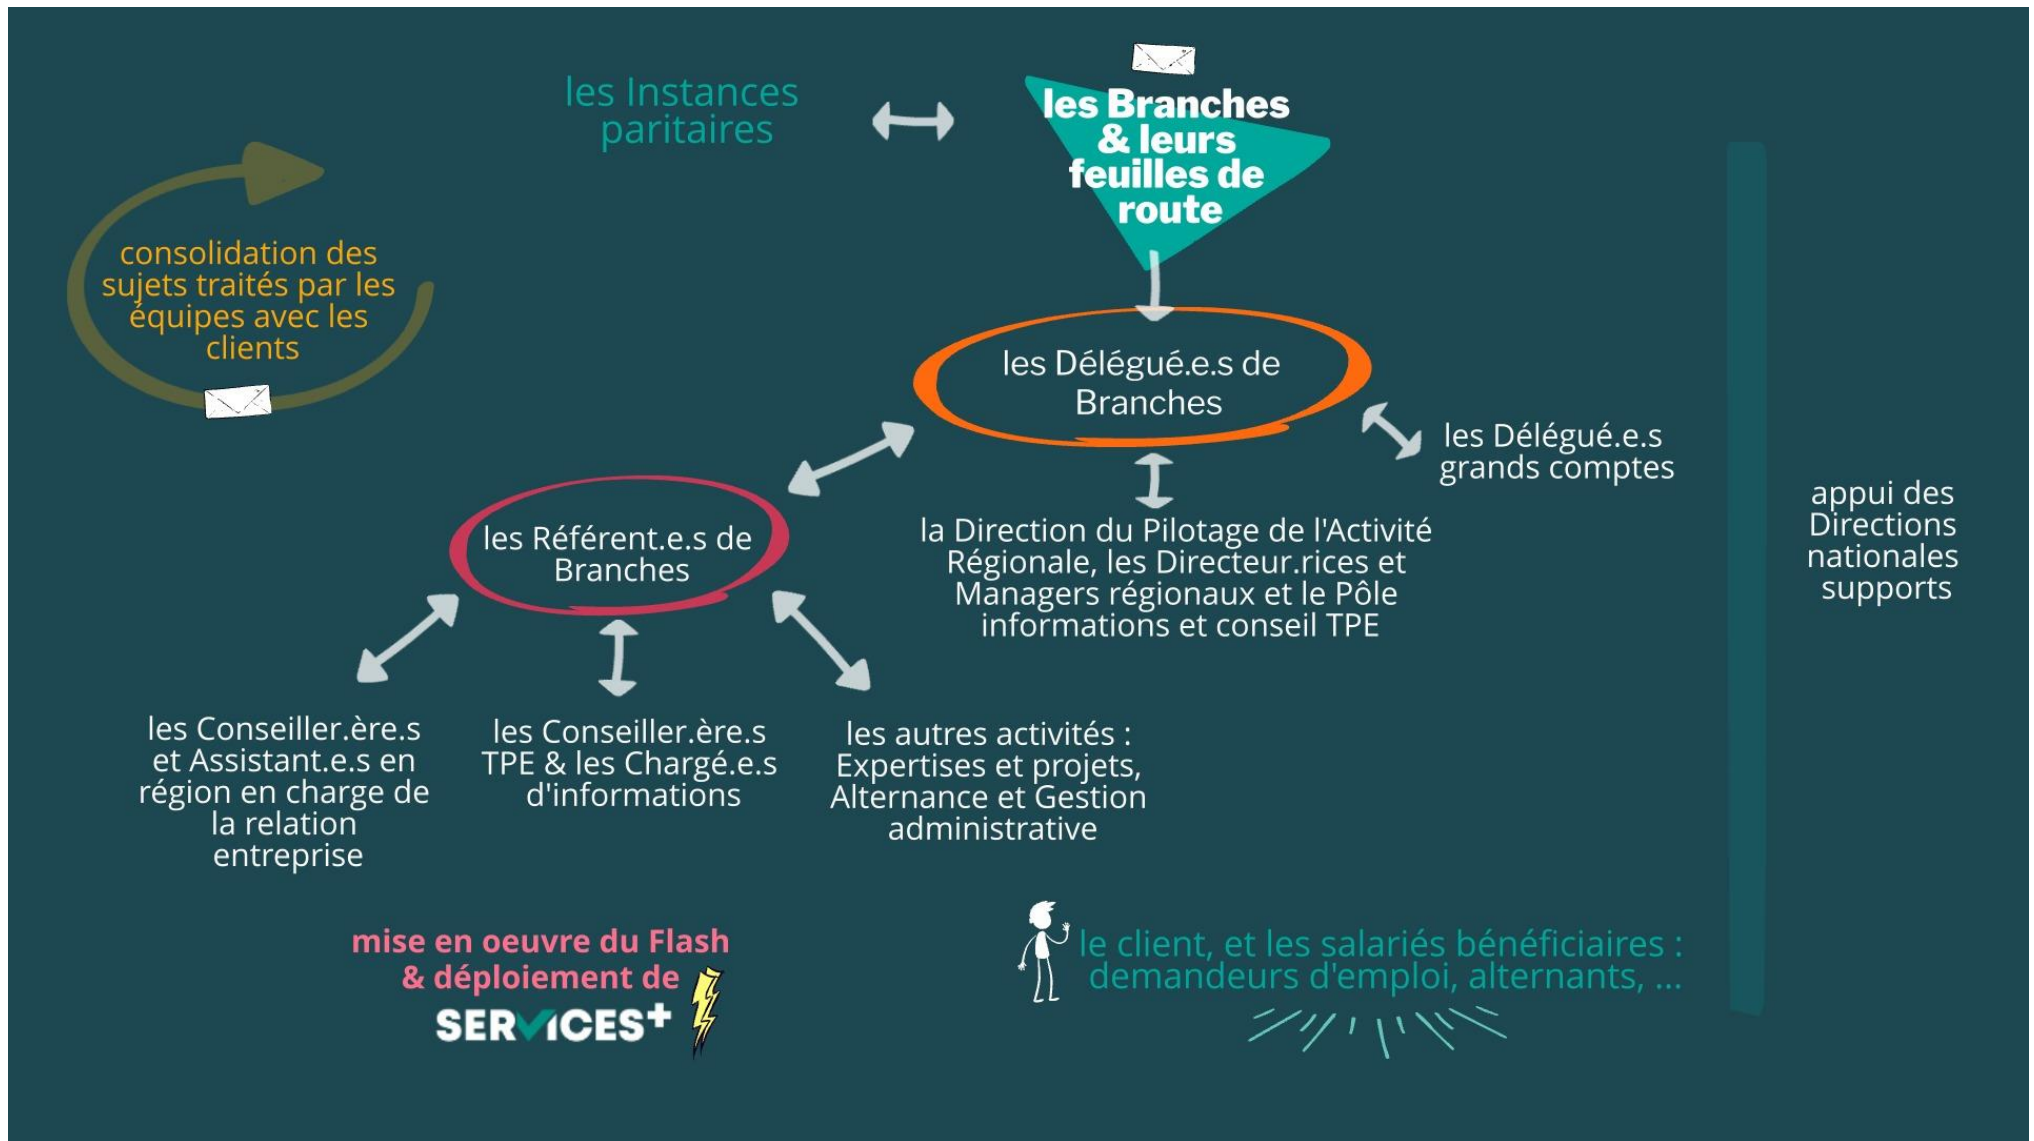 les Instances
paritaires
les Branches
& leurs
feuilles de
route
consolidation des
sujets traités par les
équipes avec les
clients
les Délégué.e.s de
Branches
les Délégué.e.s
grands comptes
appui des
Directions
nationales
supports
les Référent.e.s de
Branches
la Direction du Pilotage de l'Activité
Régionale, les Directeur.rices et
Managers régionaux et le Pôle
informations et conseil TPE
les Conseiller.ère.s
et Assistant.e.s en
région en charge de
la relation
entreprise
les Conseiller.ère.s
TPE & les Chargé.e.s
d'informations
les autres activités :
Expertises et projets,
Alternance et Gestion
administrative
mise en oeuvre du Flash
& déploiement de
SERVICES+
le client, et les salariés bénéficiaires :
demandeurs d'emploi, alternants, ...